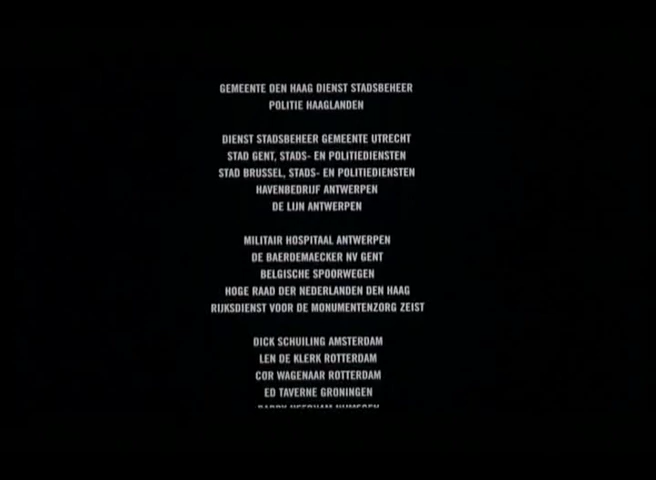 GEMEENTE DEN HAAG DIENST STADSBEHEER
POLITIE HAAGLANDEN
DIENST STADSBEHEER GEMEENTE UTRECHT
STAD GENT, STADS- EN POLITIEDIENSTEN
STAD BRUSSEL, STADS- EN POLITIEDIENSTEN
HAVENBEDRIJF ANTWERPEN
DE LIJN ANTWERPEN
MILITAIR HOSPITAAL ANTWERPEN
DE BAERDEMAECKER NV GENT
BELGISCHE SPOORWEGEN
HOGE RAAD DER NEDERLANDEN DEN HAAG
RIJKSDIENST VOOR DE MONUMENTENZORG ZEIST
DICK SCHUILING AMSTERDAM
LEN DE KLERK ROTTERDAM
COR WAGENAAR ROTTERDAM
ED TAVERNE GRONINGEN